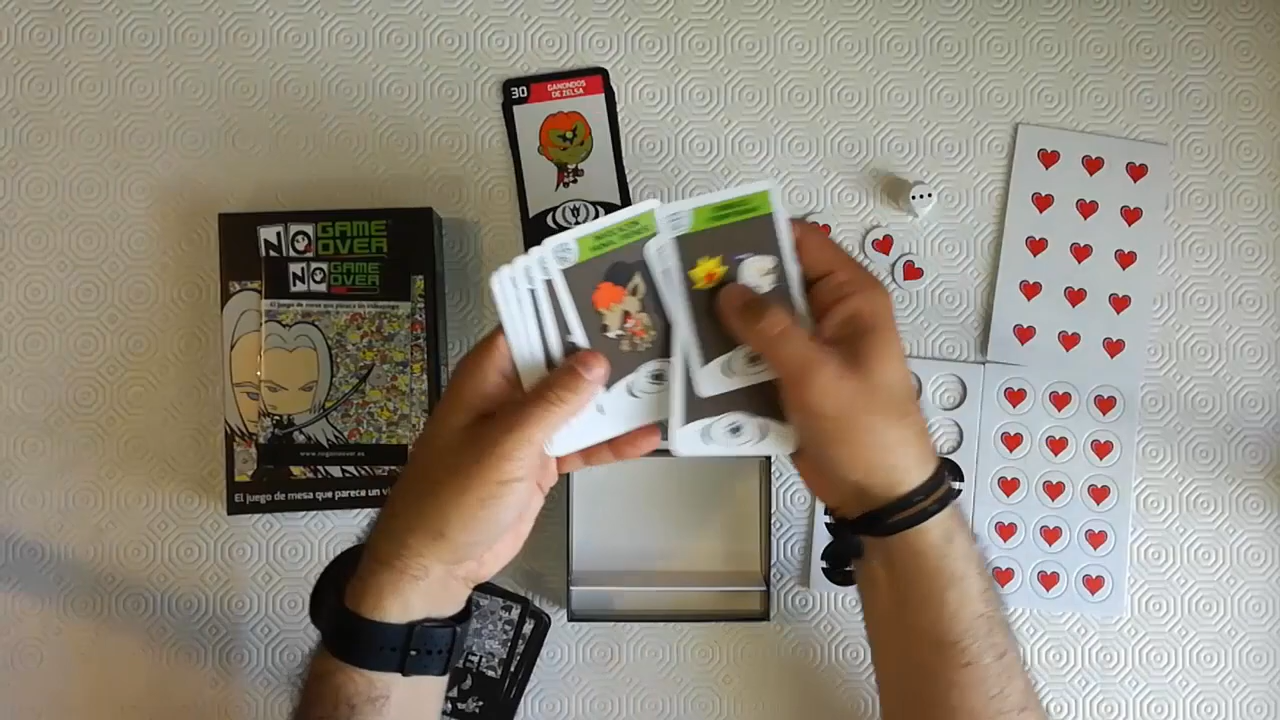 30
GANONDOS
DE ZELSA
NO GAME
OVER
NO GAME
OVER
El juego de mesa que parece un videojuego
www.nogameover.es
El juego de mesa que parece un vi